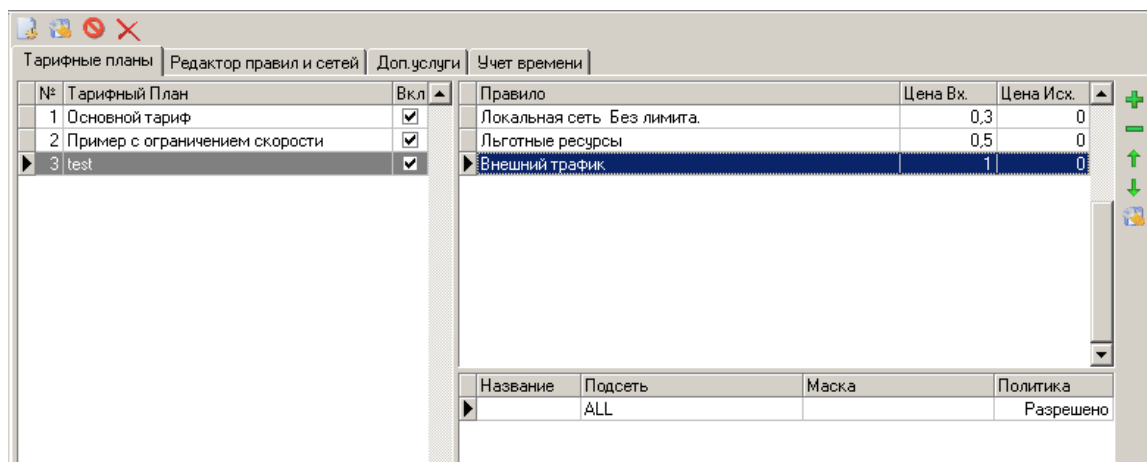 Тарифные планы Редактор правил и сетей Доп.услуги Учет времени
№ Тарифный План Вкл
1 Основной тариф
2 Пример с ограничением скорости
3 test
Правило Цена Вх. Цена Исх.
Локальная сеть Без лимита. 0,3 0
Льготные ресурсы 0,5 0
Внешний трафик 1 0
Название Подсеть Маска Политика
ALL Разрешено